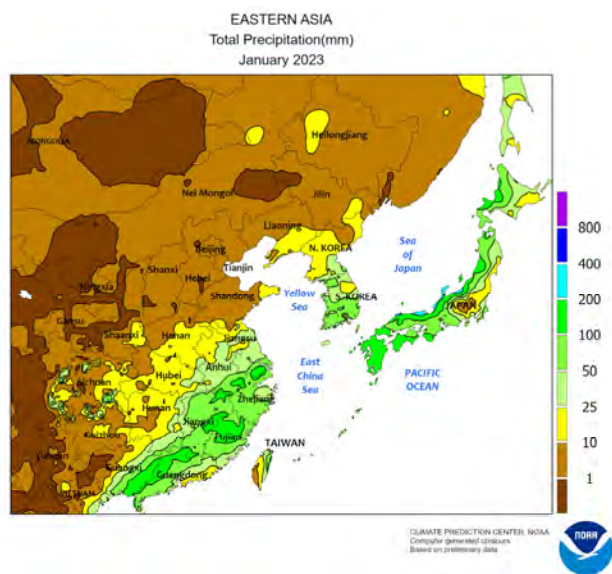 EASTERN ASIA
Total Precipitation(mm)
January 2023
MONGOLIA
Heilongjiang
Nei Mongol
Jilin
Liaoning
Beijing
N. KOREA
Sea
of
Japan
Tianjin
Shanxi
Hebei
Ningxia
Shandong
Yellow
Sea
S. KOREA
JAPAN
Gansu
Shaanxi
Henan
Jiangsu
Anhui
East
China
Sea
PACIFIC
OCEAN
Sichuan
Hubei
Zhejiang
Hunan
Jiangxi
Guizhou
Fujian
TAIWAN
Yunnan
Guangxi
Guangdong
800
400
200
100
50
25
10
1
CLIMATE PREDICTION CENTER, NOAA
Computer generated contours
Based on preliminary data
NOAA